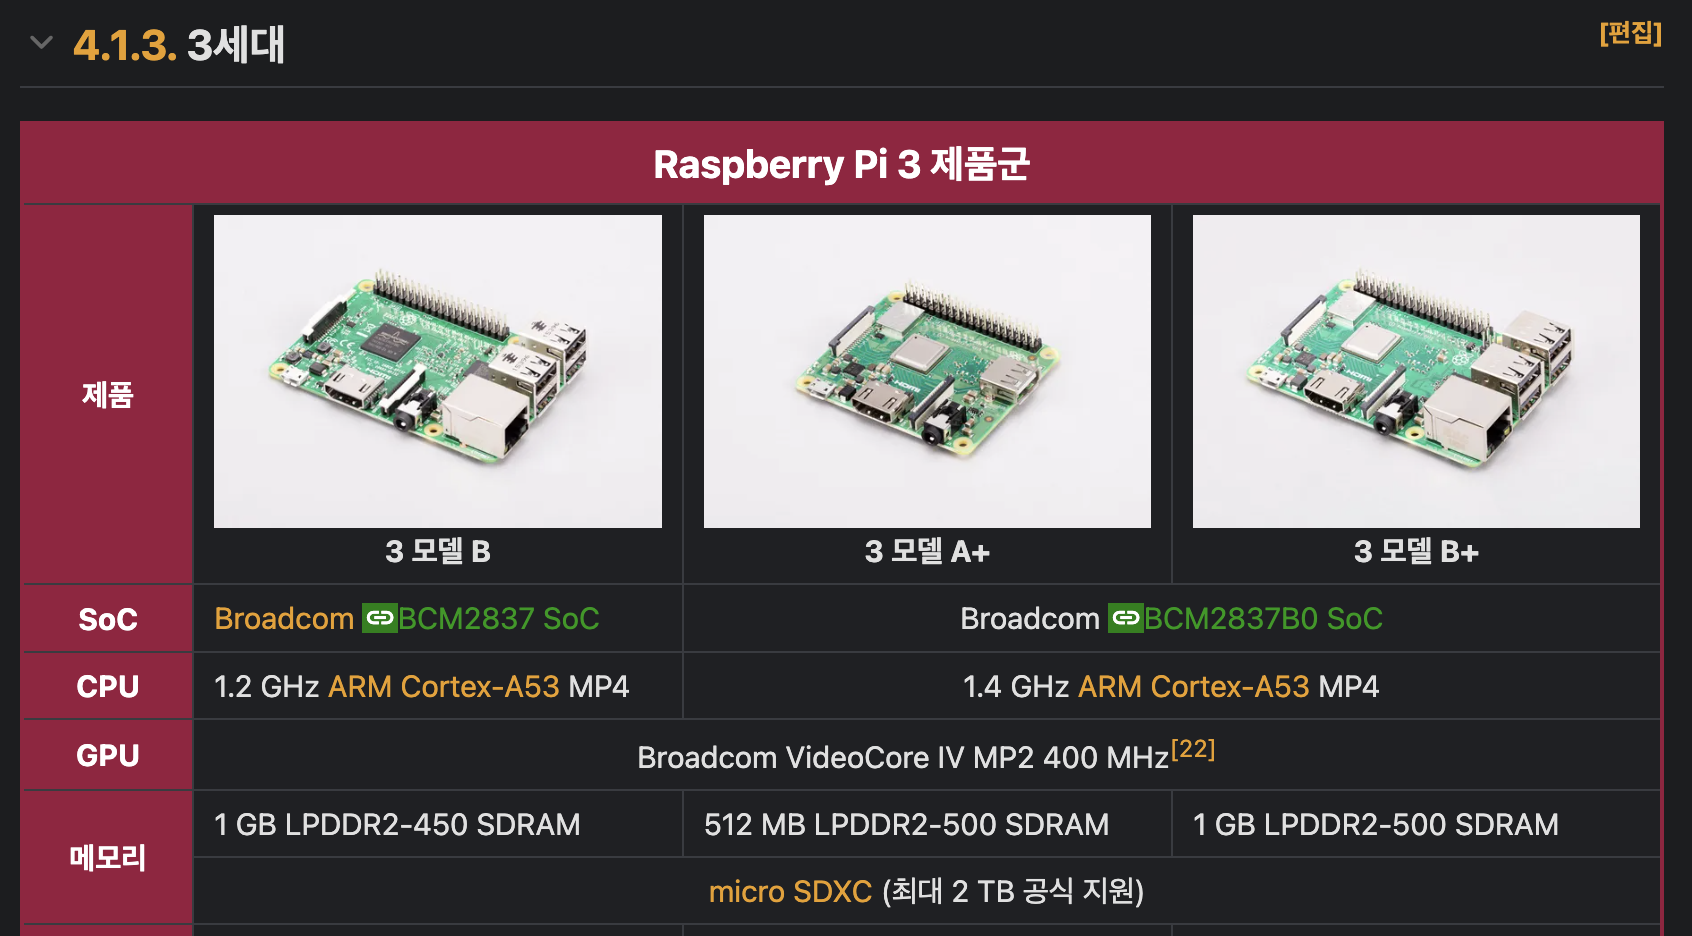 4.1.3. 3세대
[편집]
Raspberry Pi 3 제품군
제품
3 모델 B
3 모델 A+
3 모델 B+
SoC
Broadcom BCM2837 SoC
Broadcom BCM2837B0 SoC
CPU
1.2 GHz ARM Cortex-A53 MP4
1.4 GHz ARM Cortex-A53 MP4
GPU
Broadcom VideoCore IV MP2 400 MHz[22]
메모리
1 GB LPDDR2-450 SDRAM
512 MB LPDDR2-500 SDRAM
1 GB LPDDR2-500 SDRAM
micro SDXC (최대 2 TB 공식 지원)